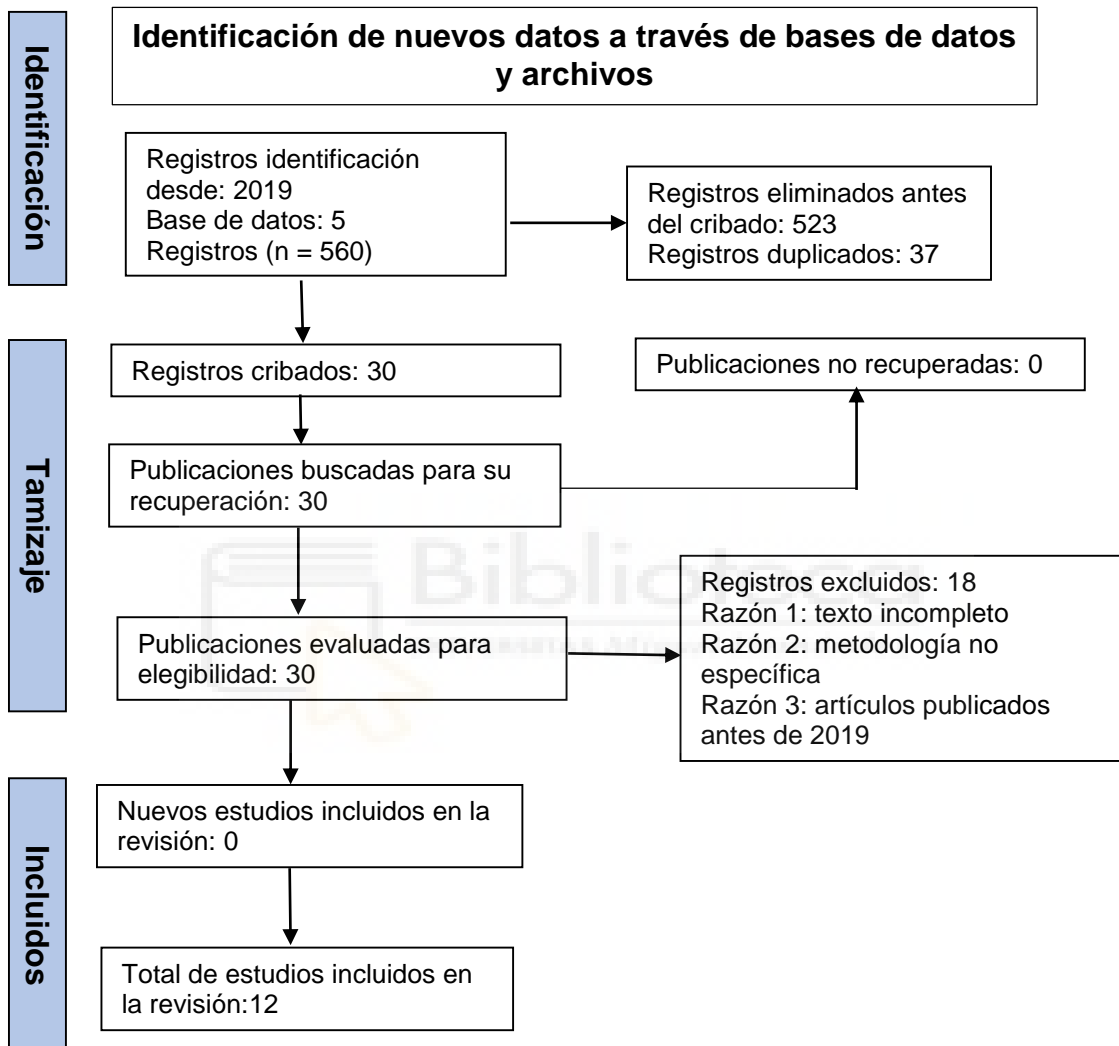 Identificación
Identificación de nuevos datos a través de bases de datos
y archivos
Registros identificación
desde: 2019
Base de datos: 5
Registros (n = 560)
Registros eliminados antes
del cribado: 523
Registros duplicados: 37
Tamizaje
Registros cribados: 30
Publicaciones no recuperadas: 0
Publicaciones buscadas para su
recuperación: 30
Biblioteca
Publicaciones evaluadas para
elegibilidad: 30
Registros excluidos: 18
Razón 1: texto incompleto
Razón 2: metodología no
específica
Razón 3: artículos publicados
antes de 2019
Incluidos
Nuevos estudios incluidos en la
revisión: 0
Total de estudios incluidos en
la revisión:12